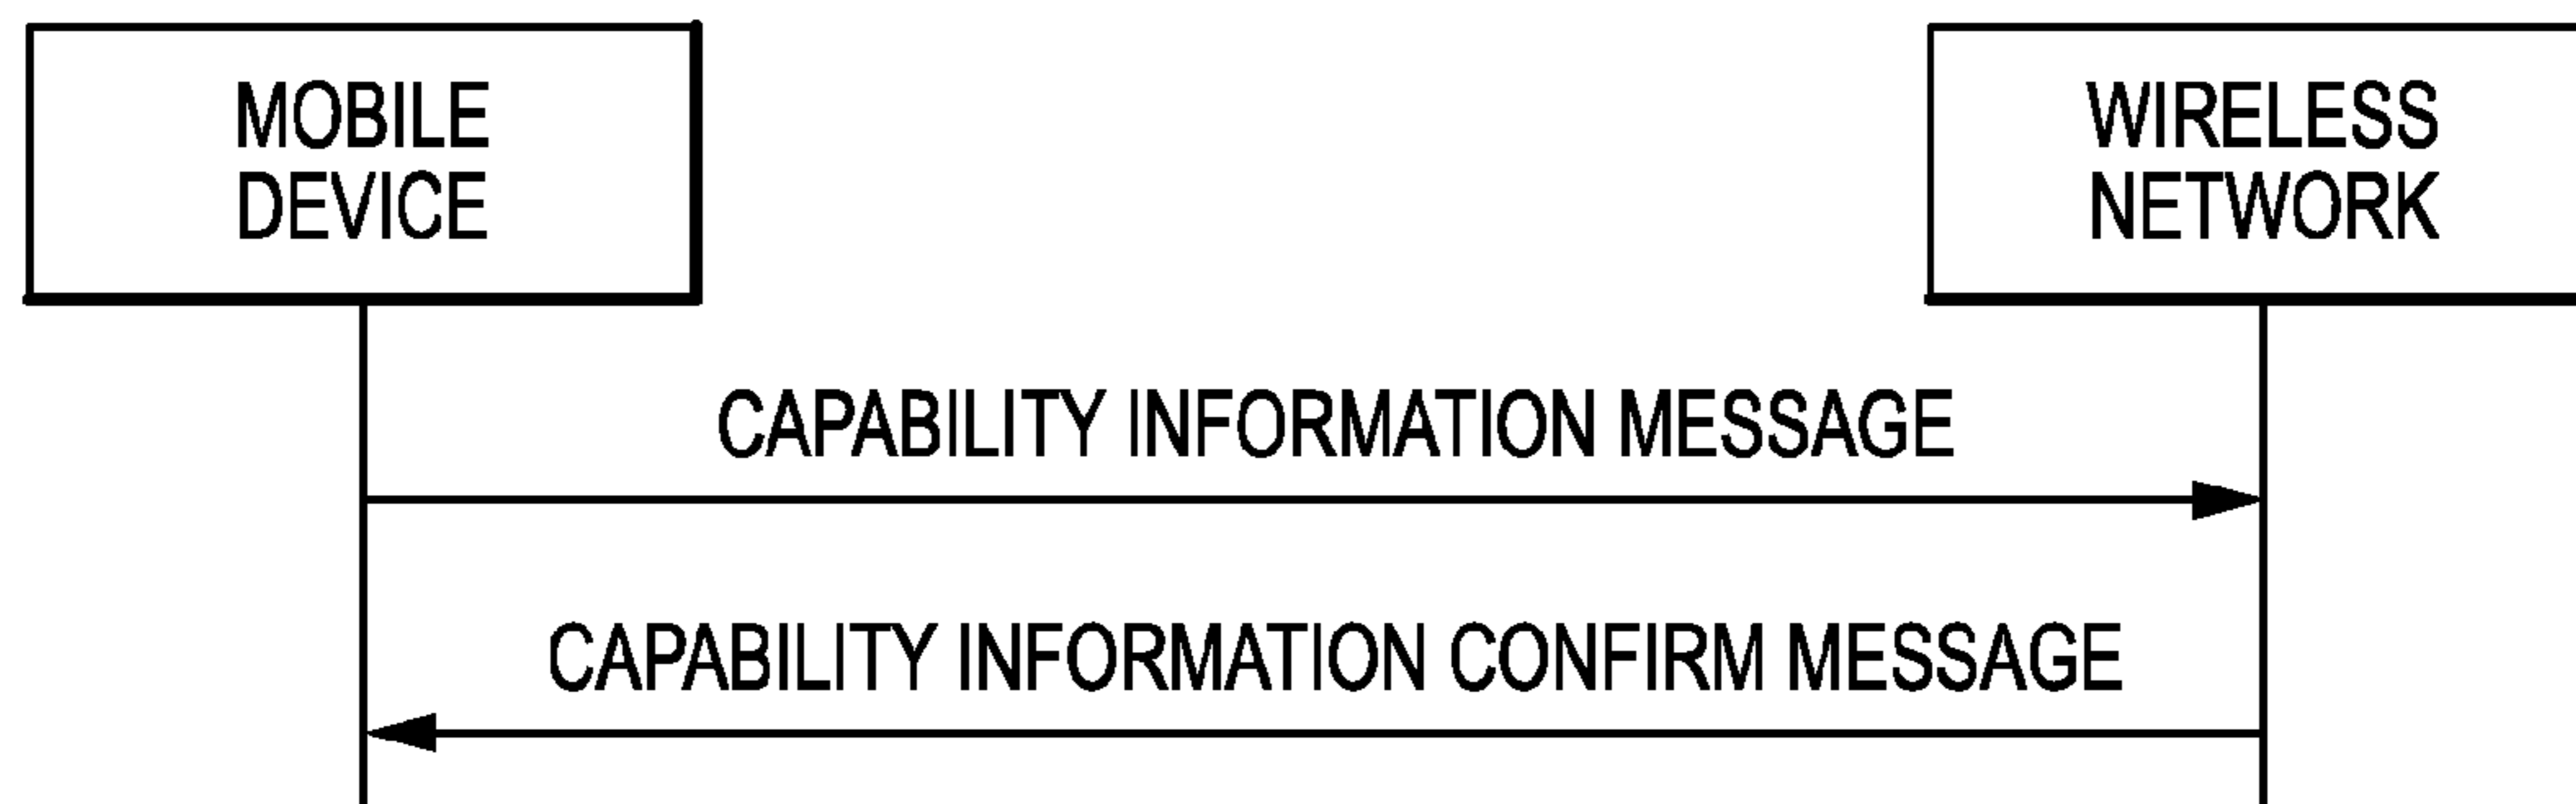 MOBILE
DEVICE
WIRELESS
NETWORK
CAPABILITY INFORMATION MESSAGE
CAPABILITY INFORMATION CONFIRM MESSAGE